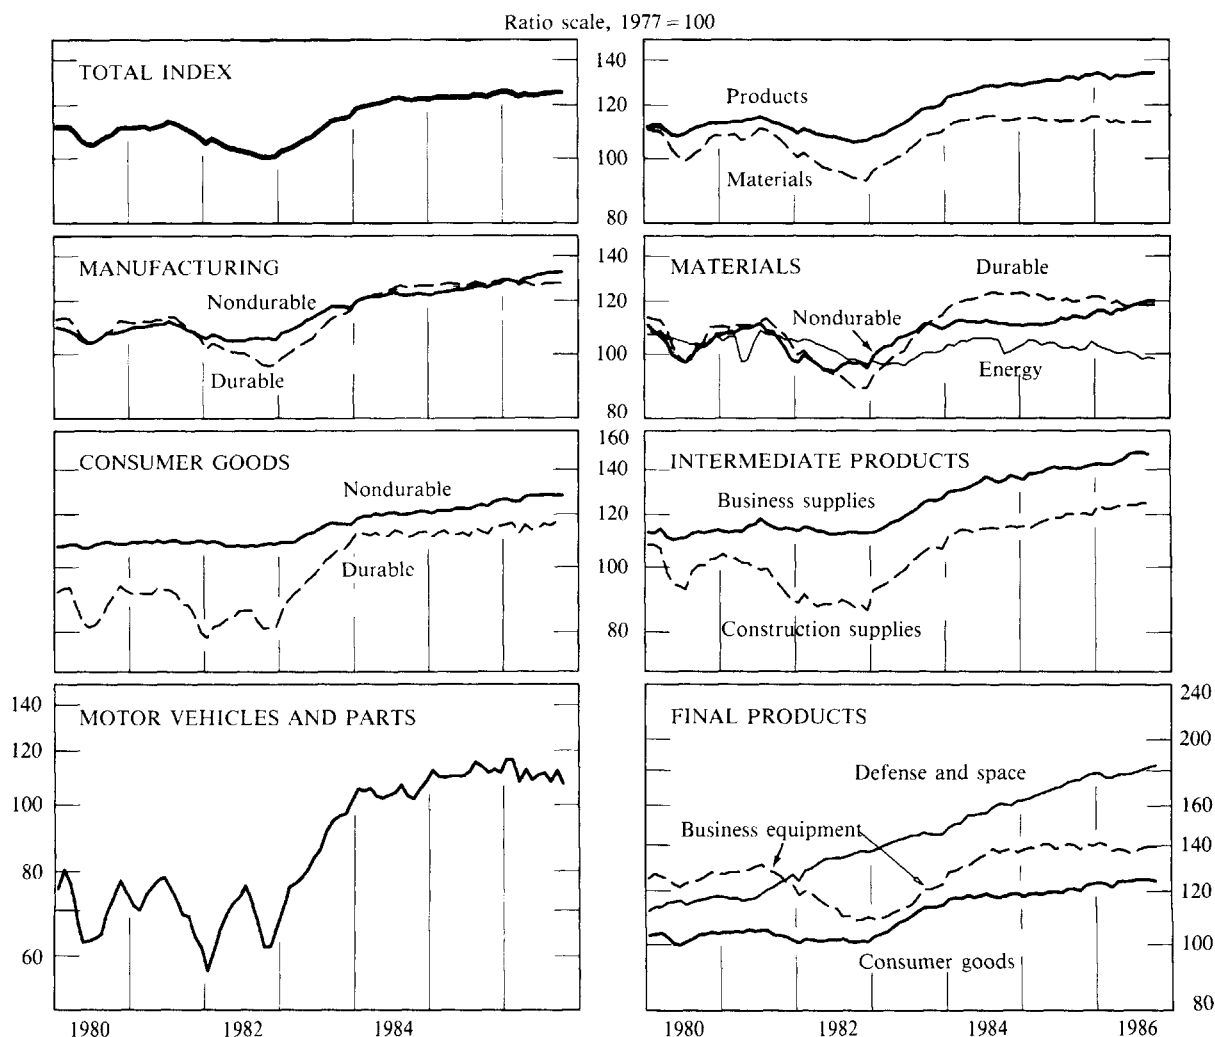 Ratio scale, 1977 = 100
TOTAL INDEX
140
120
100
80
Products
Materials
MANUFACTURING
Nondurable
Durable
140
120
100
80
MATERIALS
Durable
Nondurable
Energy
CONSUMER GOODS
Nondurable
Durable
160
140
120
100
80
INTERMEDIATE PRODUCTS
Business supplies
Construction supplies
140
120
100
80
60
MOTOR VEHICLES AND PARTS
1980 1982 1984
FINAL PRODUCTS
Defense and space
Business equipment
Consumer goods
240
200
160
140
120
100
80
1980 1982 1984 1986